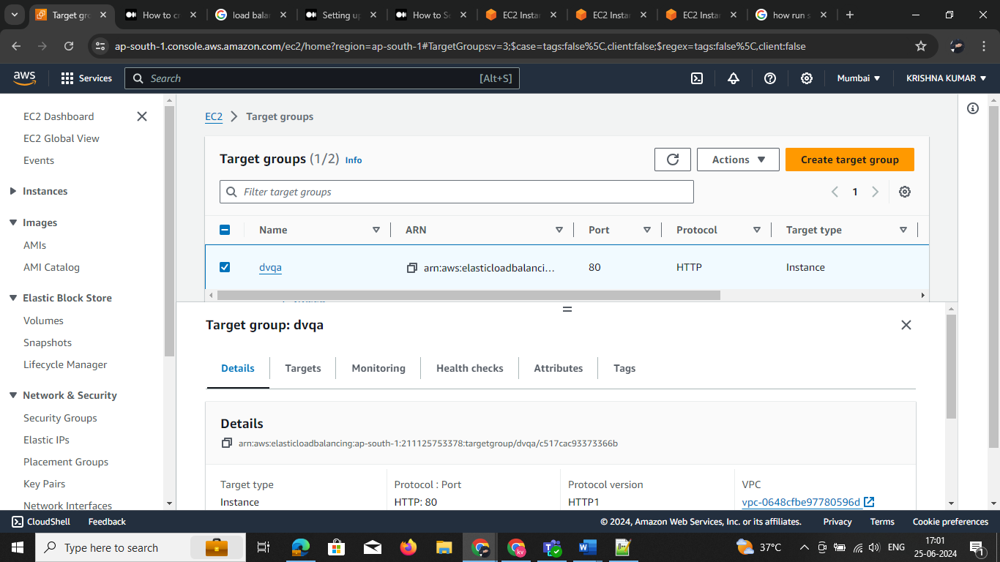 Target gro
How to cr
load balan
Setting up
How to Se
EC2 Instan
EC2 Instan
EC2 Instan
how run s
ap-south-1.console.aws.amazon.com/ec2/home?region=ap-south-1#TargetGroups:v=3;$case=tags:false%5C,client:false;$regex=tags:false%5C,client:false
aws
Services
Search
[Alt+S]
Mumbai
KRISHNA KUMAR
EC2 Dashboard
EC2 Global View
Events
Instances
Images
AMIs
AMI Catalog
Elastic Block Store
Volumes
Snapshots
Lifecycle Manager
Network & Security
Security Groups
Elastic IPs
Placement Groups
Key Pairs
Network Interfaces
EC2
Target groups
Target groups (1/2) Info
Actions
Create target group
Filter target groups
1
Name ARN Port Protocol Target type
dvqa arn:aws:elasticloadbalanci... 80 HTTP Instance
Target group: dvqa
Details Targets Monitoring Health checks Attributes Tags
Details
arn:aws:elasticloadbalancing:ap-south-1:211125753378:targetgroup/dvqa/c517cac93373366b
Target type Protocol : Port Protocol version VPC
Instance HTTP: 80 HTTP1 vpc-0648cfbe97780596d
CloudShell Feedback © 2024, Amazon Web Services, Inc. or its affiliates. Privacy Terms Cookie preferences
Type here to search
kv
37°C
ENG
17:01
25-06-2024
1